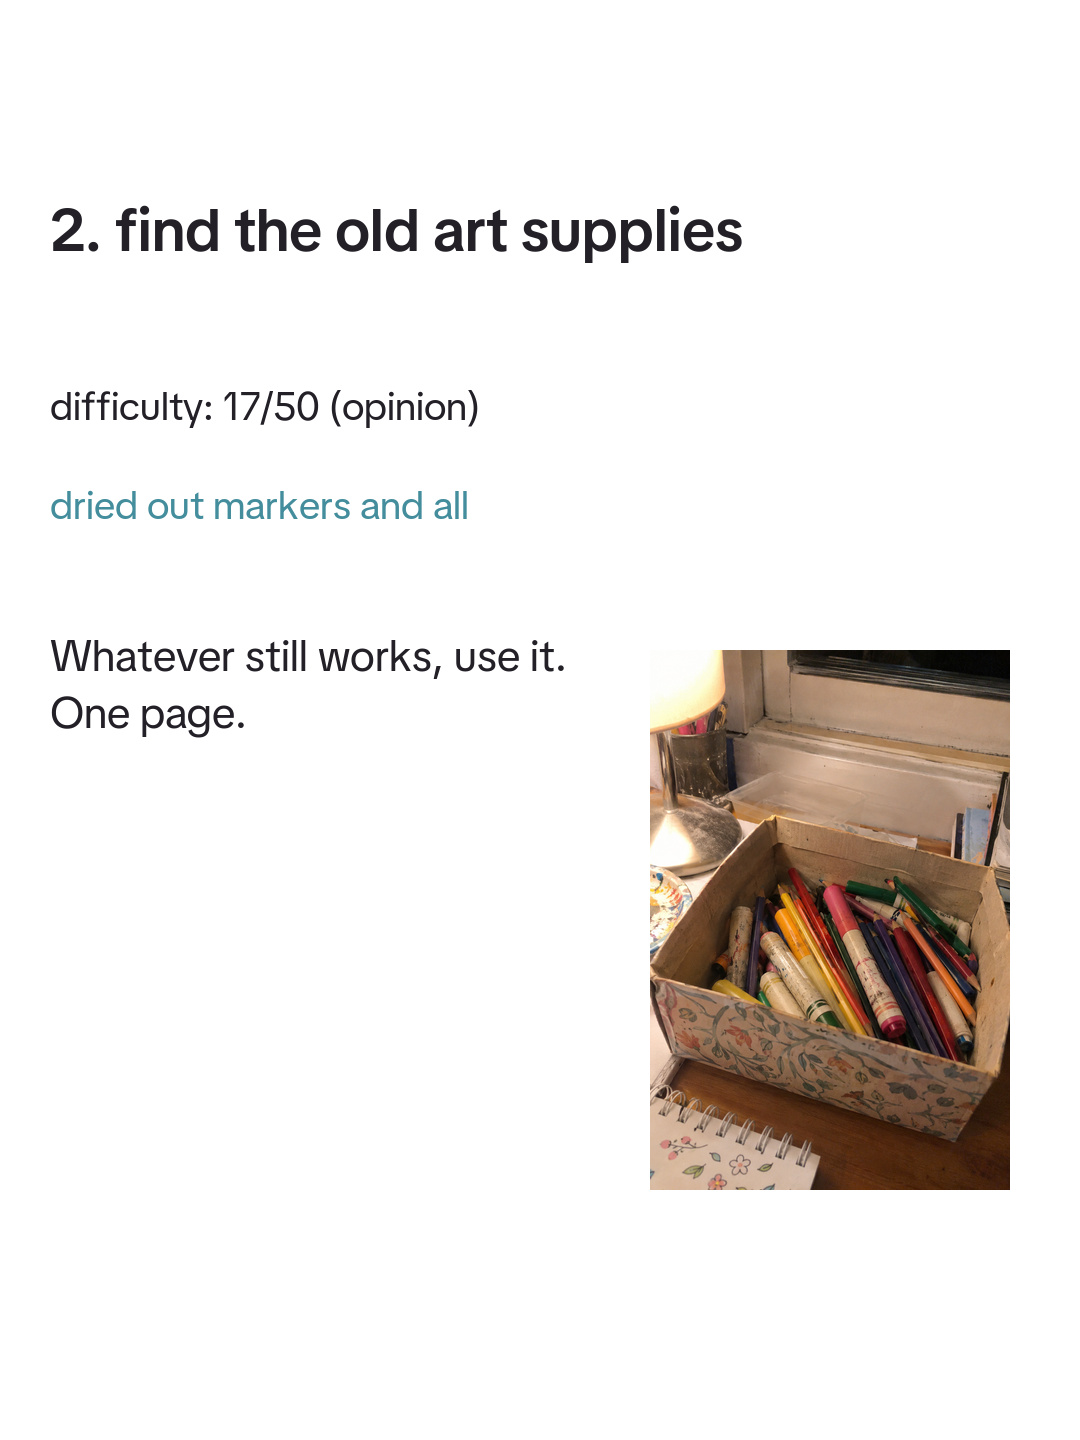 2. find the old art supplies
difficulty: 17/50 (opinion)
dried out markers and all
Whatever still works, use it.
One page.